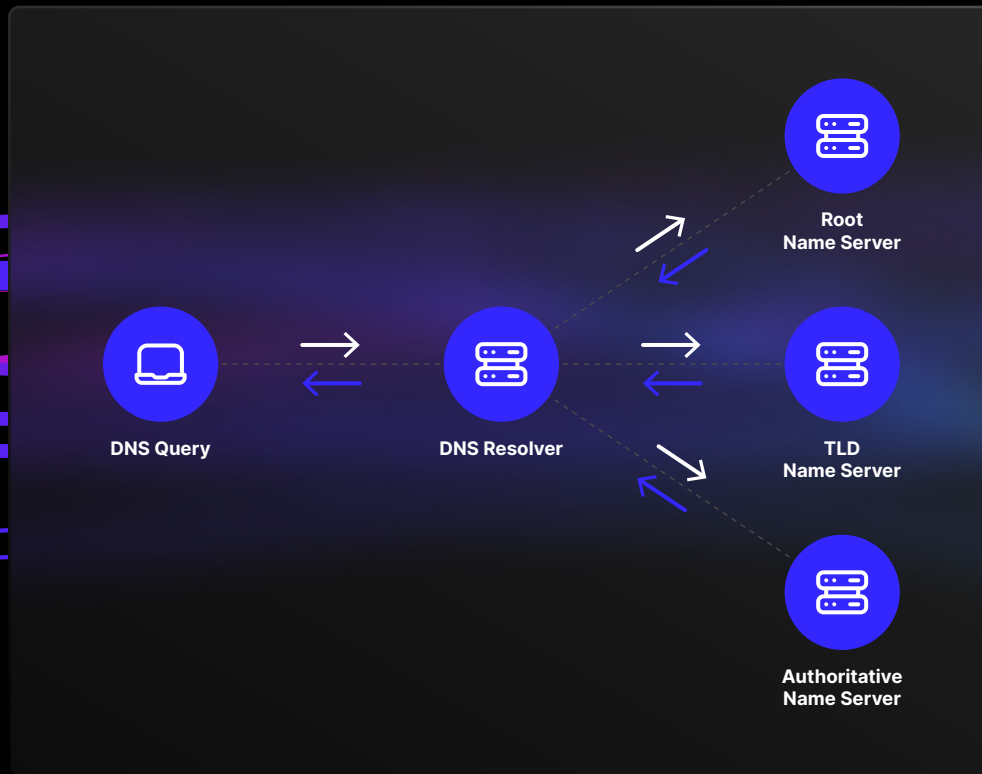 Root
Name Server
DNS Query
DNS Resolver
TLD
Name Server
Authoritative
Name Server